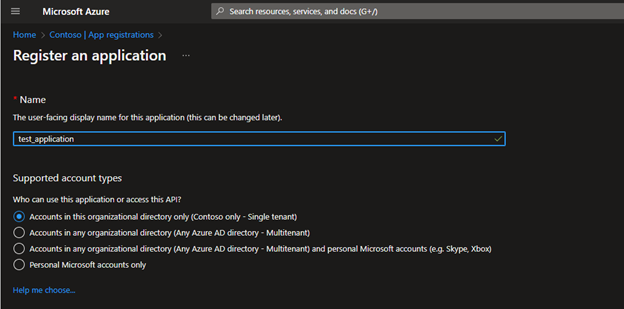 Microsoft Azure
Search resources, services, and docs (G+/)
Home > Contoso | App registrations >
Register an application ...
* Name
The user-facing display name for this application (this can be changed later).
test_application
Supported account types
Who can use this application or access this API?
Accounts in this organizational directory only (Contoso only - Single tenant)
Accounts in any organizational directory (Any Azure AD directory - Multitenant)
Accounts in any organizational directory (Any Azure AD directory - Multitenant) and personal Microsoft accounts (e.g. Skype, Xbox)
Personal Microsoft accounts only
Help me choose...